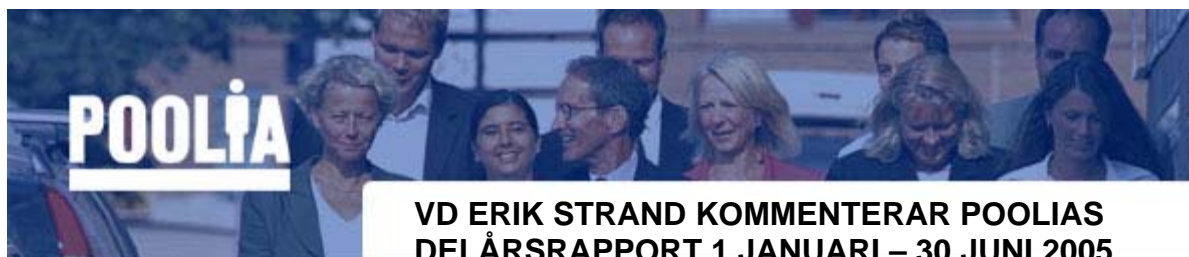 POOLIA
VD ERIK STRAND KOMMENTERAR POOLIAS
DELÅRSRAPPORT 1 JANUARI – 30 JUNI 2005